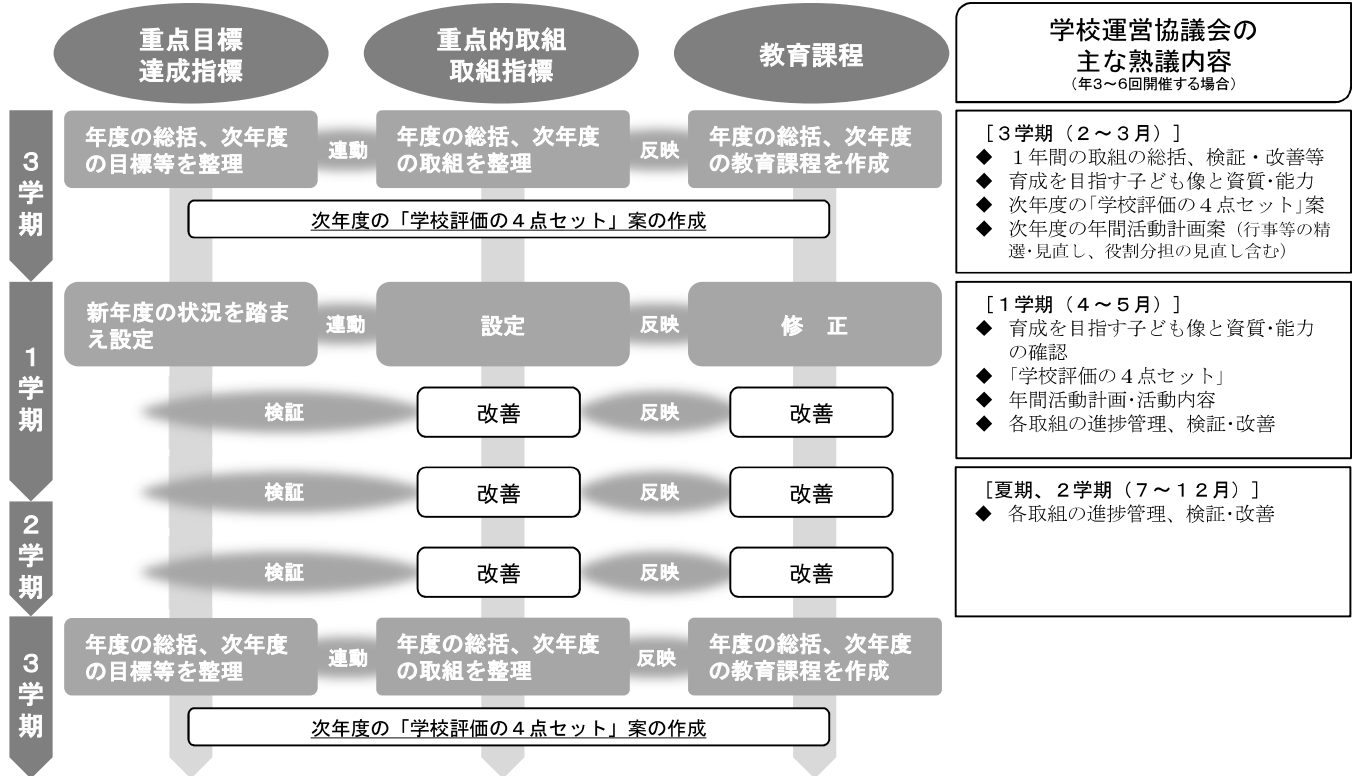 重点目標
達成指標
重点的取組
取組指標
教育課程
学校運営協議会の
主な熟議内容
（年3～6回開催する場合）
３学期
年度の総括、次年度
の目標等を整理
連動
年度の総括、次年度
の取組を整理
反映
年度の総括、次年度
の教育課程を作成
次年度の「学校評価の４点セット」案の作成
［３学期（２～３月）］
◆ １年間の取組の総括、検証・改善等
◆ 育成を目指す子ども像と資質・能力
◆ 次年度の「学校評価の４点セット」案
◆ 次年度の年間活動計画案（行事等の精
選・見直し、役割分担の見直し含む）
１学期
新年度の状況を踏ま
え設定
連動
設定
反映
修　正
検証
改善
反映
改善
検証
改善
反映
改善
［１学期（４～５月）］
◆ 育成を目指す子ども像と資質・能力
の確認
◆ 「学校評価の４点セット」
◆ 年間活動計画・活動内容
◆ 各取組の進捗管理、検証・改善
２学期
検証
改善
反映
改善
［夏期、２学期（７～１２月）］
◆ 各取組の進捗管理、検証・改善
３学期
年度の総括、次年度
の目標等を整理
連動
年度の総括、次年度
の取組を整理
反映
年度の総括、次年度
の教育課程を作成
次年度の「学校評価の４点セット」案の作成